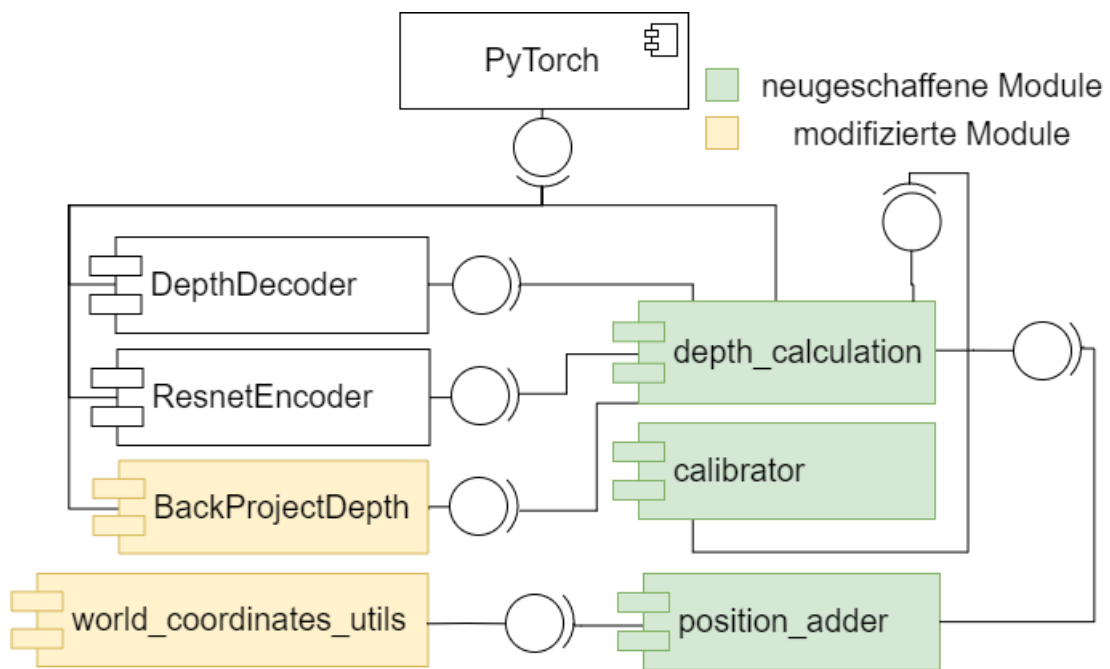 PyTorch
neugeschaffene Module
modifizierte Module
DepthDecoder
depth_calculation
ResnetEncoder
calibrator
BackProjectDepth
world_coordinates_utils
position_adder